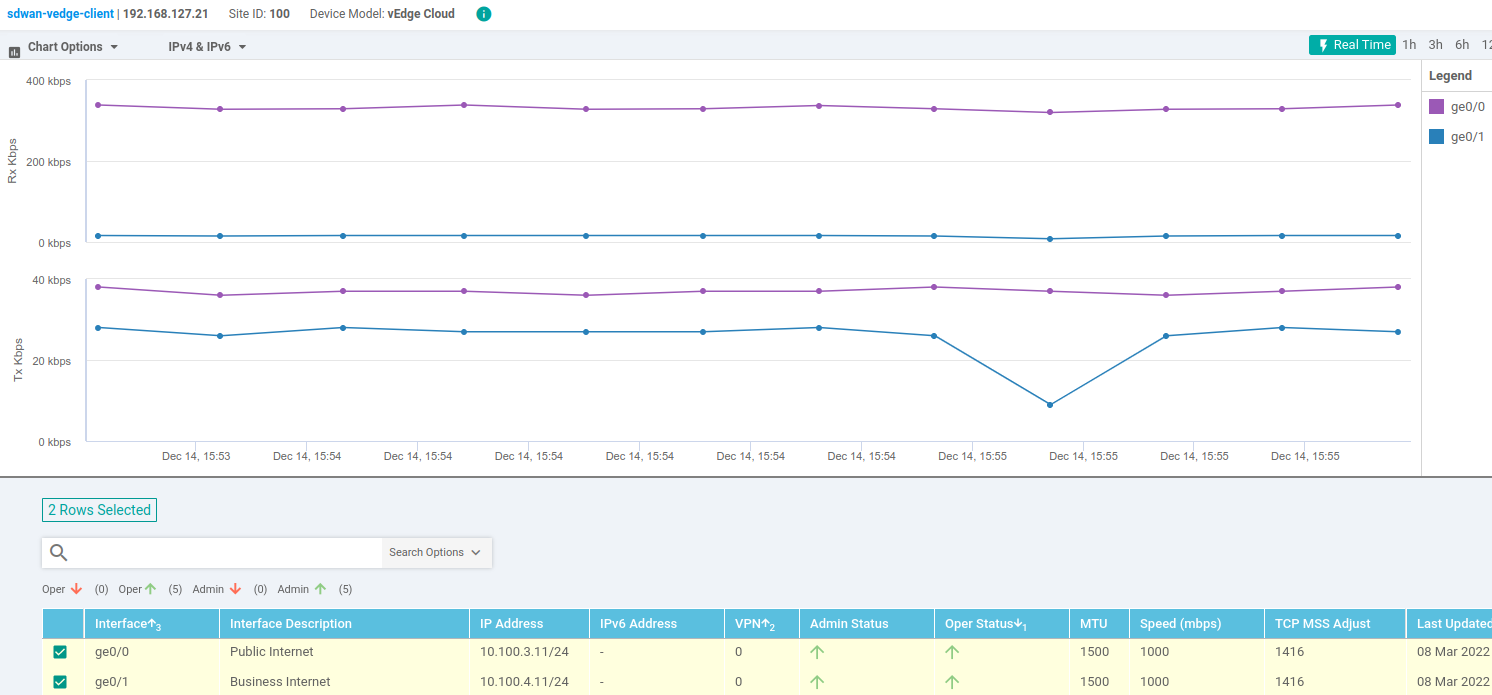 sdwan-vedge-client | 192.168.127.21 Site ID: 100 Device Model: vEdge Cloud i
Chart Options IPv4 & IPv6 Real Time 1h 3h 6h 12
Legend
ge0/0
ge0/1
400 kbps
200 kbps
0 kbps
Rx Kbps
40 kbps
20 kbps
0 kbps
Tx Kbps
Dec 14, 15:53 Dec 14, 15:54 Dec 14, 15:54 Dec 14, 15:54 Dec 14, 15:54 Dec 14, 15:54 Dec 14, 15:54 Dec 14, 15:55 Dec 14, 15:55 Dec 14, 15:55 Dec 14, 15:55
2 Rows Selected
Search Options
Oper ↓ (0) Oper ↑ (5) Admin ↓ (0) Admin ↑ (5)
Interface↑3 Interface Description IP Address IPv6 Address VPN↑2 Admin Status Oper Status↓1 MTU Speed (mbps) TCP MSS Adjust Last Updated
ge0/0 Public Internet 10.100.3.11/24 - 0 ↑ ↑ 1500 1000 1416 08 Mar 2022
ge0/1 Business Internet 10.100.4.11/24 - 0 ↑ ↑ 1500 1000 1416 08 Mar 2022